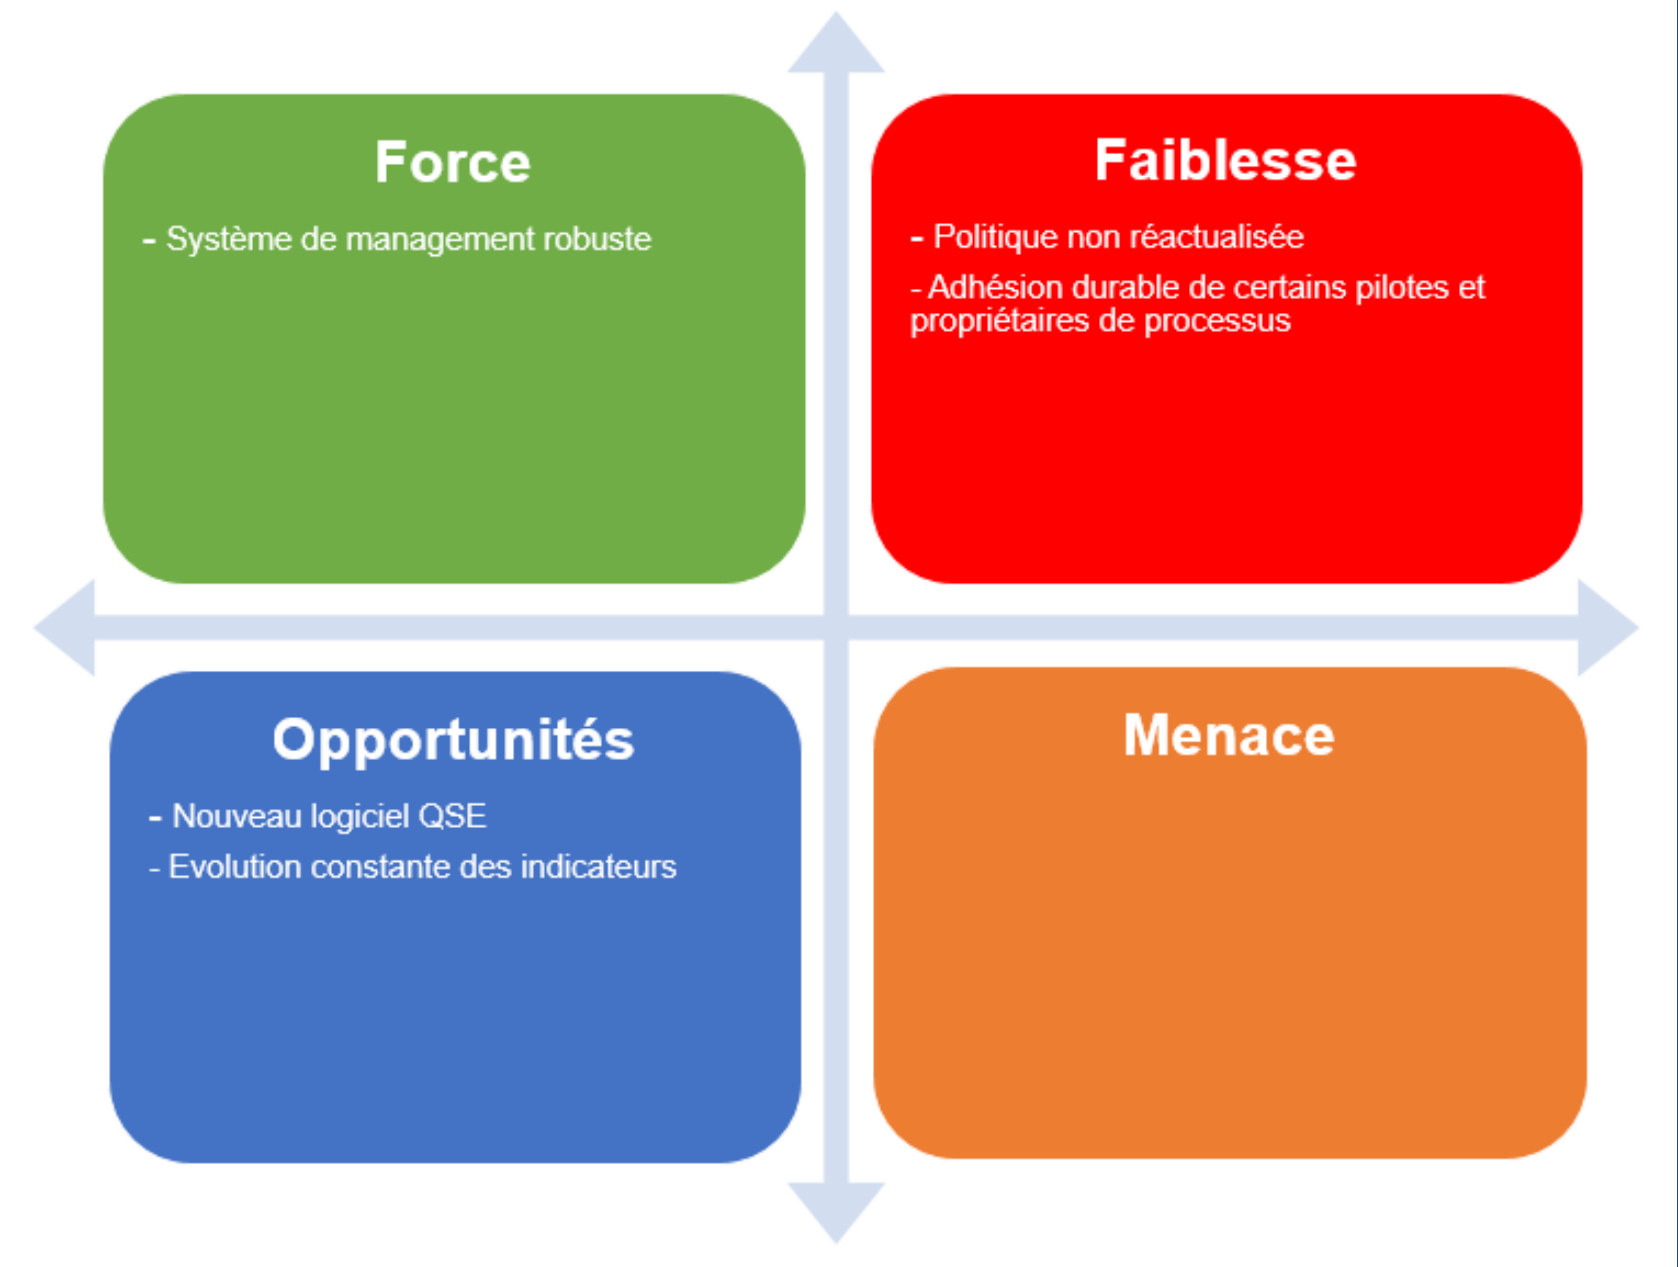 Force
- Système de management robuste
Faiblesse
- Politique non réactualisée
- Adhésion durable de certains pilotes et
propriétaires de processus
Opportunités
- Nouveau logiciel QSE
- Evolution constante des indicateurs
Menace